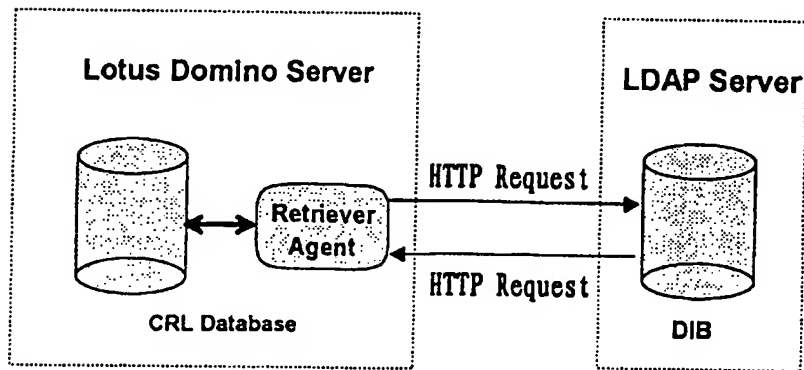 Lotus Domino Server
LDAP Server
HTTP Request
Retriever
Agent
HTTP Request
CRL Database
DIB